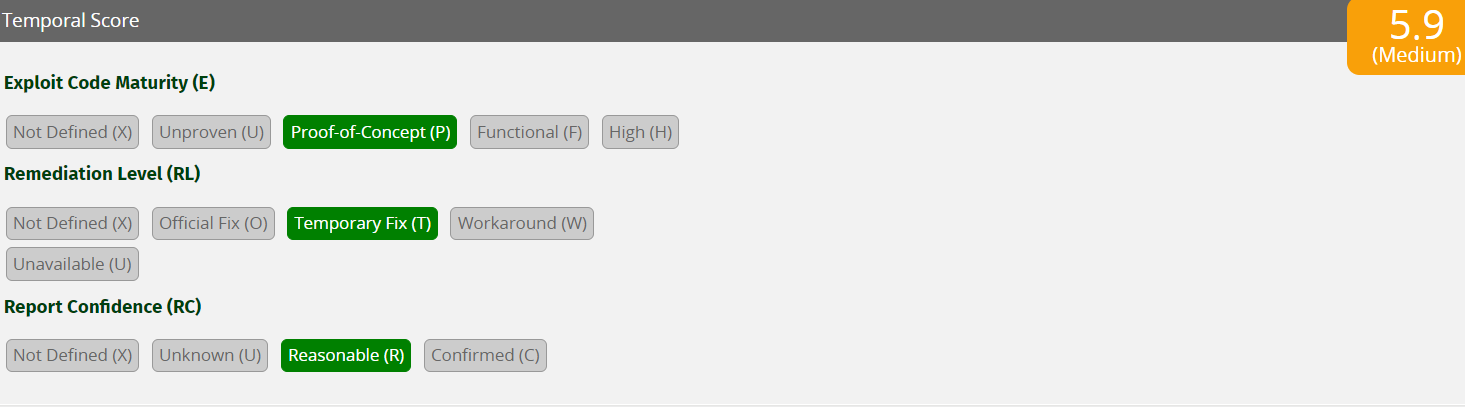 Temporal Score
5.9
(Medium)
Exploit Code Maturity (E)
Not Defined (X) Unproven (U) Proof-of-Concept (P) Functional (F) High (H)
Remediation Level (RL)
Not Defined (X) Official Fix (O) Temporary Fix (T) Workaround (W)
Unavailable (U)
Report Confidence (RC)
Not Defined (X) Unknown (U) Reasonable (R) Confirmed (C)